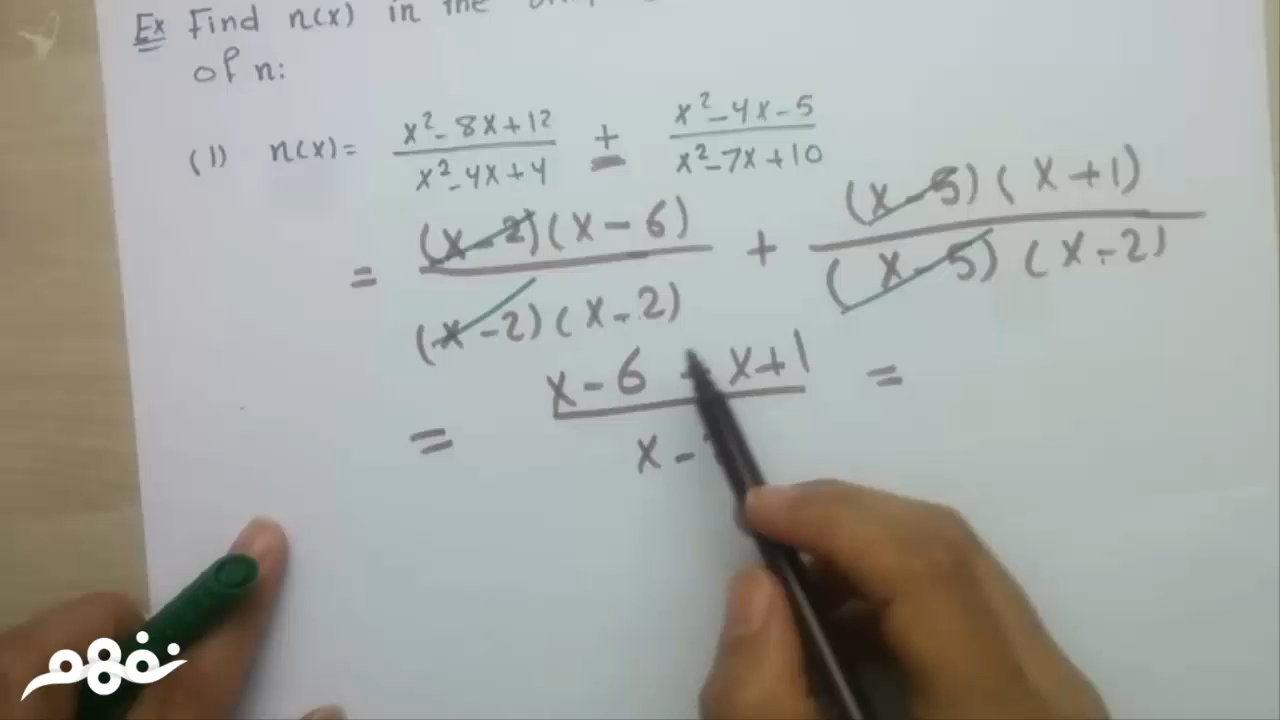 Ex Find n(x) in the
of n:
(1) n(x) = x²-8x+12 / x²-4x+4 + x²-4x-5 / x²-7x+10
= (x-2)(x-6) / (x-2)(x-2) + (x-5)(x+1) / (x-5)(x-2)
= x-6 + x+1 / x- =
نفهم